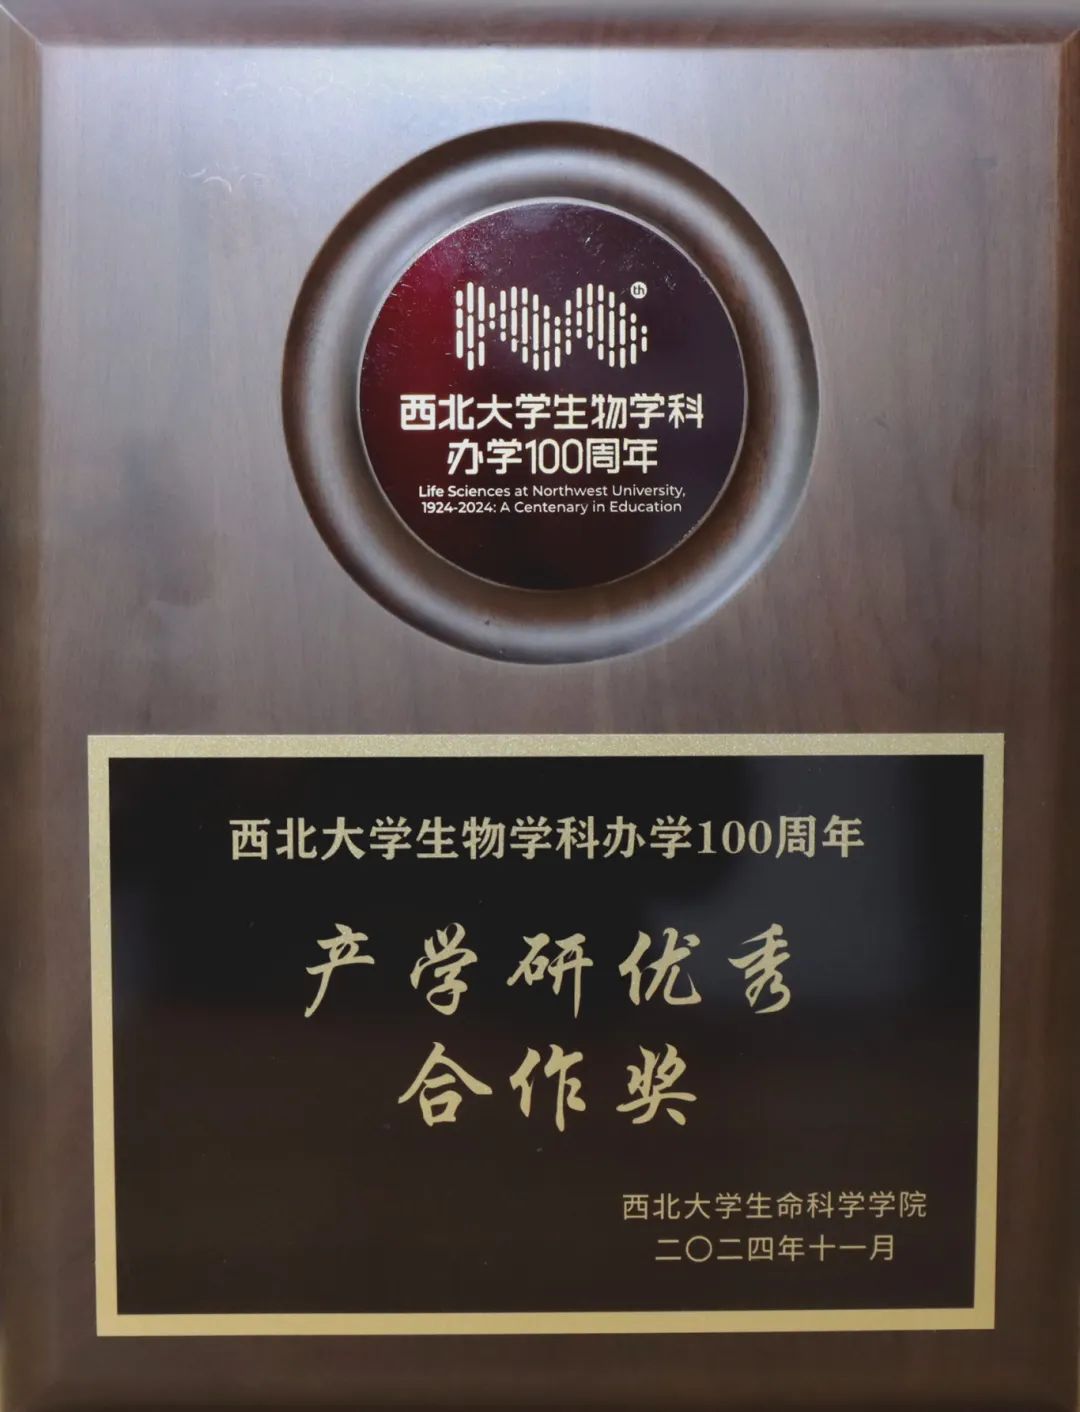 100th
西北大学生物学科
办学100周年
Life Sciences at Northwest University,
1924-2024: A Centenary in Education
西北大学生物学科办学100周年
产学研优秀
合作奖
西北大学生命科学学院
二〇二四年十一月